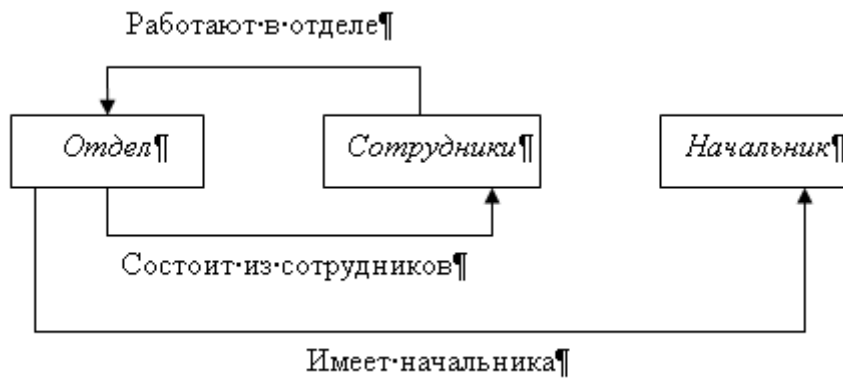 Работают·в·отделе¶
Отдел¶
Сотрудники¶
Начальник¶
Состоит·из·сотрудников¶
Имеет·начальника¶